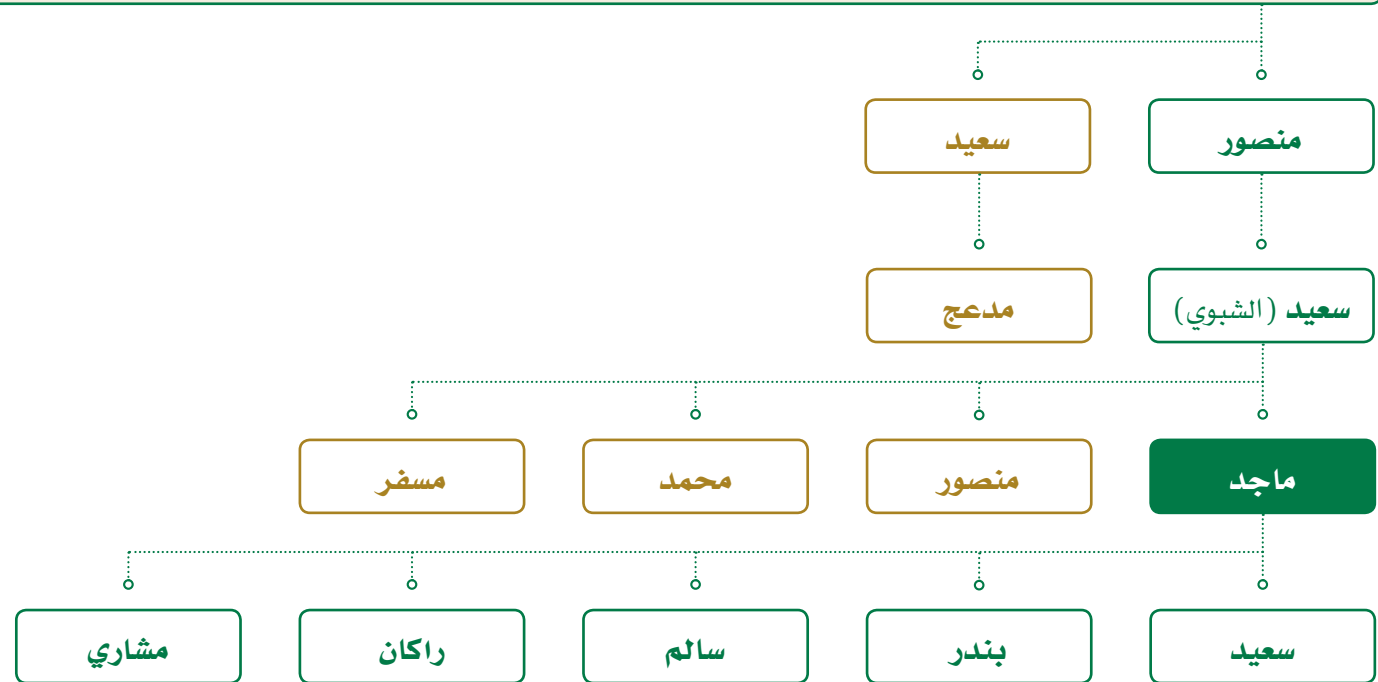 منصور
سعيد
سعيد (الشبوي)
مدعج
ماجد
منصور
محمد
مسفر
سعيد
بندر
سالم
راكان
مشاري